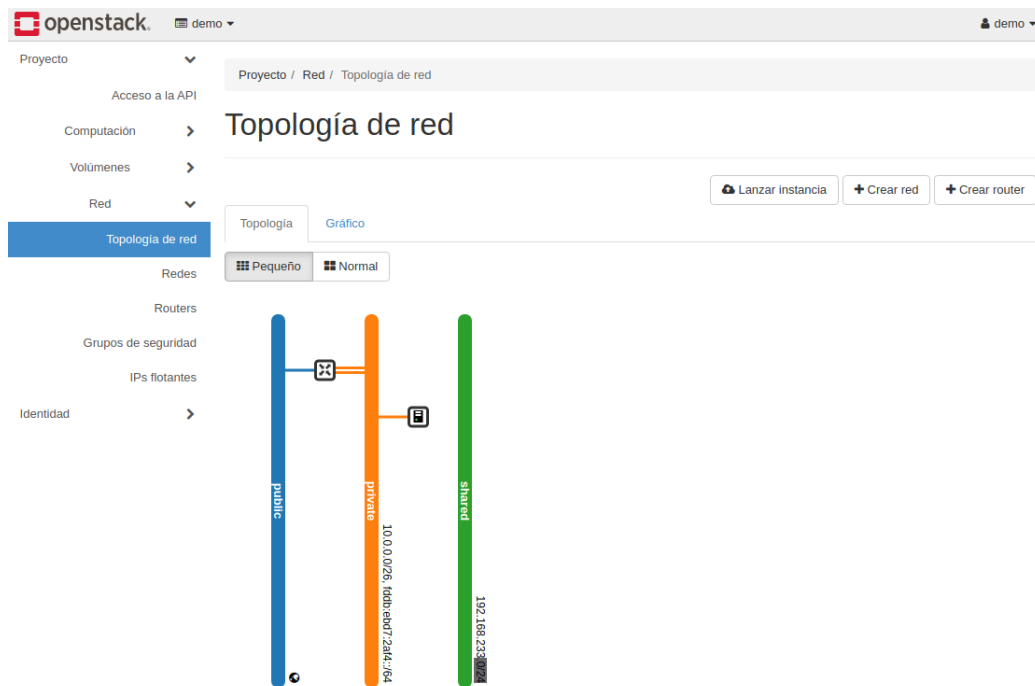 openstack.
demo
demo
Proyecto
Acceso a la API
Computación
Volúmenes
Red
Topología de red
Redes
Routers
Grupos de seguridad
IPs flotantes
Identidad
Proyecto / Red / Topología de red
Topología de red
Lanzar instancia
Crear red
Crear router
Topología
Gráfico
Pequeño
Normal
public
private
10.0.0.0/26, fddb:ebd7:2af4::/64
shared
192.168.233.0/24